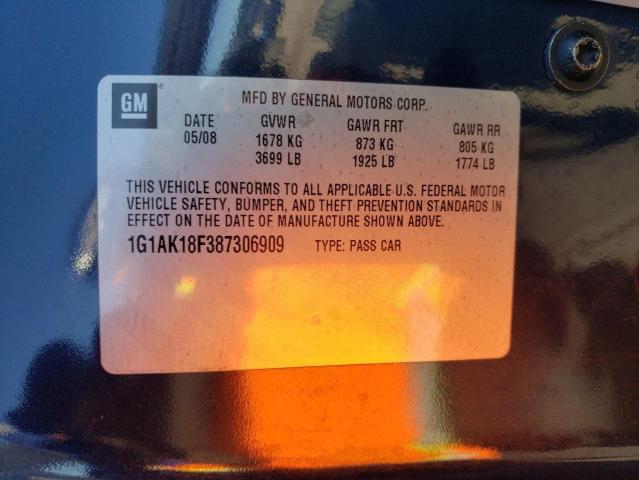 GM
MFD BY GENERAL MOTORS CORP.
DATE GVWR GAWR FRT GAWR RR
05/08 1678 KG 873 KG 805 KG
3699 LB 1925 LB 1774 LB
THIS VEHICLE CONFORMS TO ALL APPLICABLE U.S. FEDERAL MOTOR
VEHICLE SAFETY, BUMPER, AND THEFT PREVENTION STANDARDS IN
EFFECT ON THE DATE OF MANUFACTURE SHOWN ABOVE.
1G1AK18F387306909 TYPE: PASS CAR